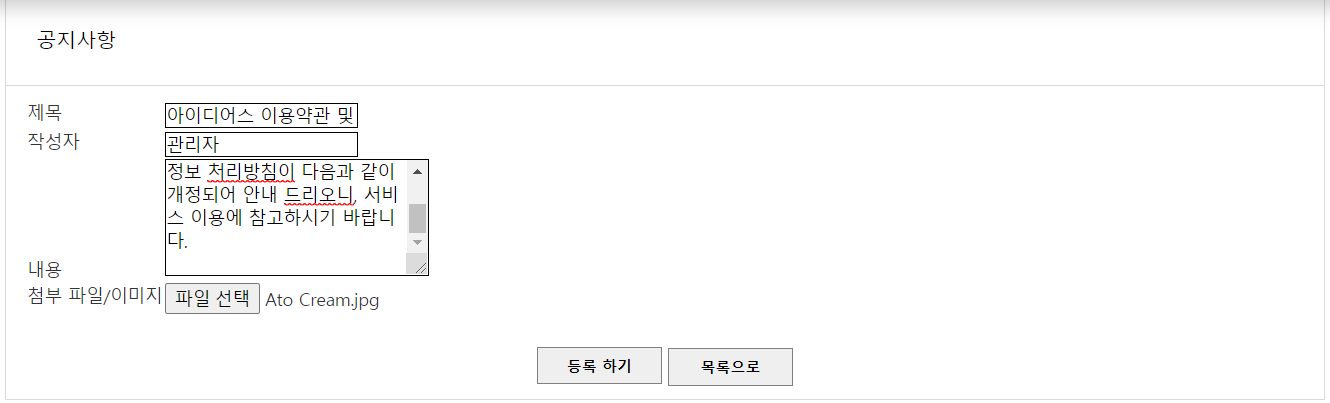 공지사항
제목 아이디어스 이용약관 및
작성자 관리자
정보 처리방침이 다음과 같이
개정되어 안내 드리오니, 서비
스 이용에 참고하시기 바랍니
다.
내용
첨부 파일/이미지 파일 선택 Ato Cream.jpg
등록 하기 목록으로